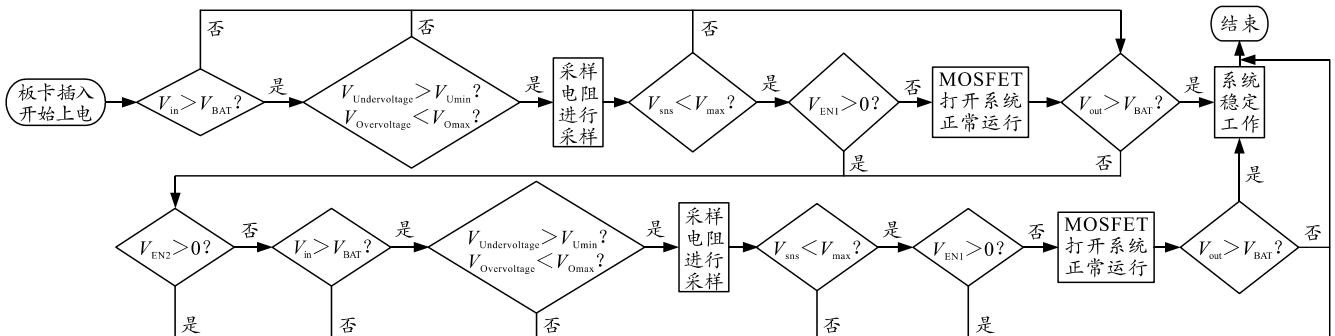 否
否
否
结束
板卡插入
开始上电
V_in＞V_BAT？
是
V_Undervoltage＞V_Umin？
V_Overvoltage＜V_Omax？
是
采样
电阻
进行
采样
V_sns＜V_max？
是
V_EN1＞0？
否
MOSFET
打开系统
正常运行
V_out＞V_BAT？
是
系统
稳定
工作
是
否
是
V_EN2＞0？
否
V_in＞V_BAT？
是
V_Undervoltage＞V_Umin？
V_Overvoltage＜V_Omax？
是
采样
电阻
进行
采样
V_sns＜V_max？
是
V_EN1＞0？
否
MOSFET
打开系统
正常运行
V_out＞V_BAT？
否
是
否
否
否
是